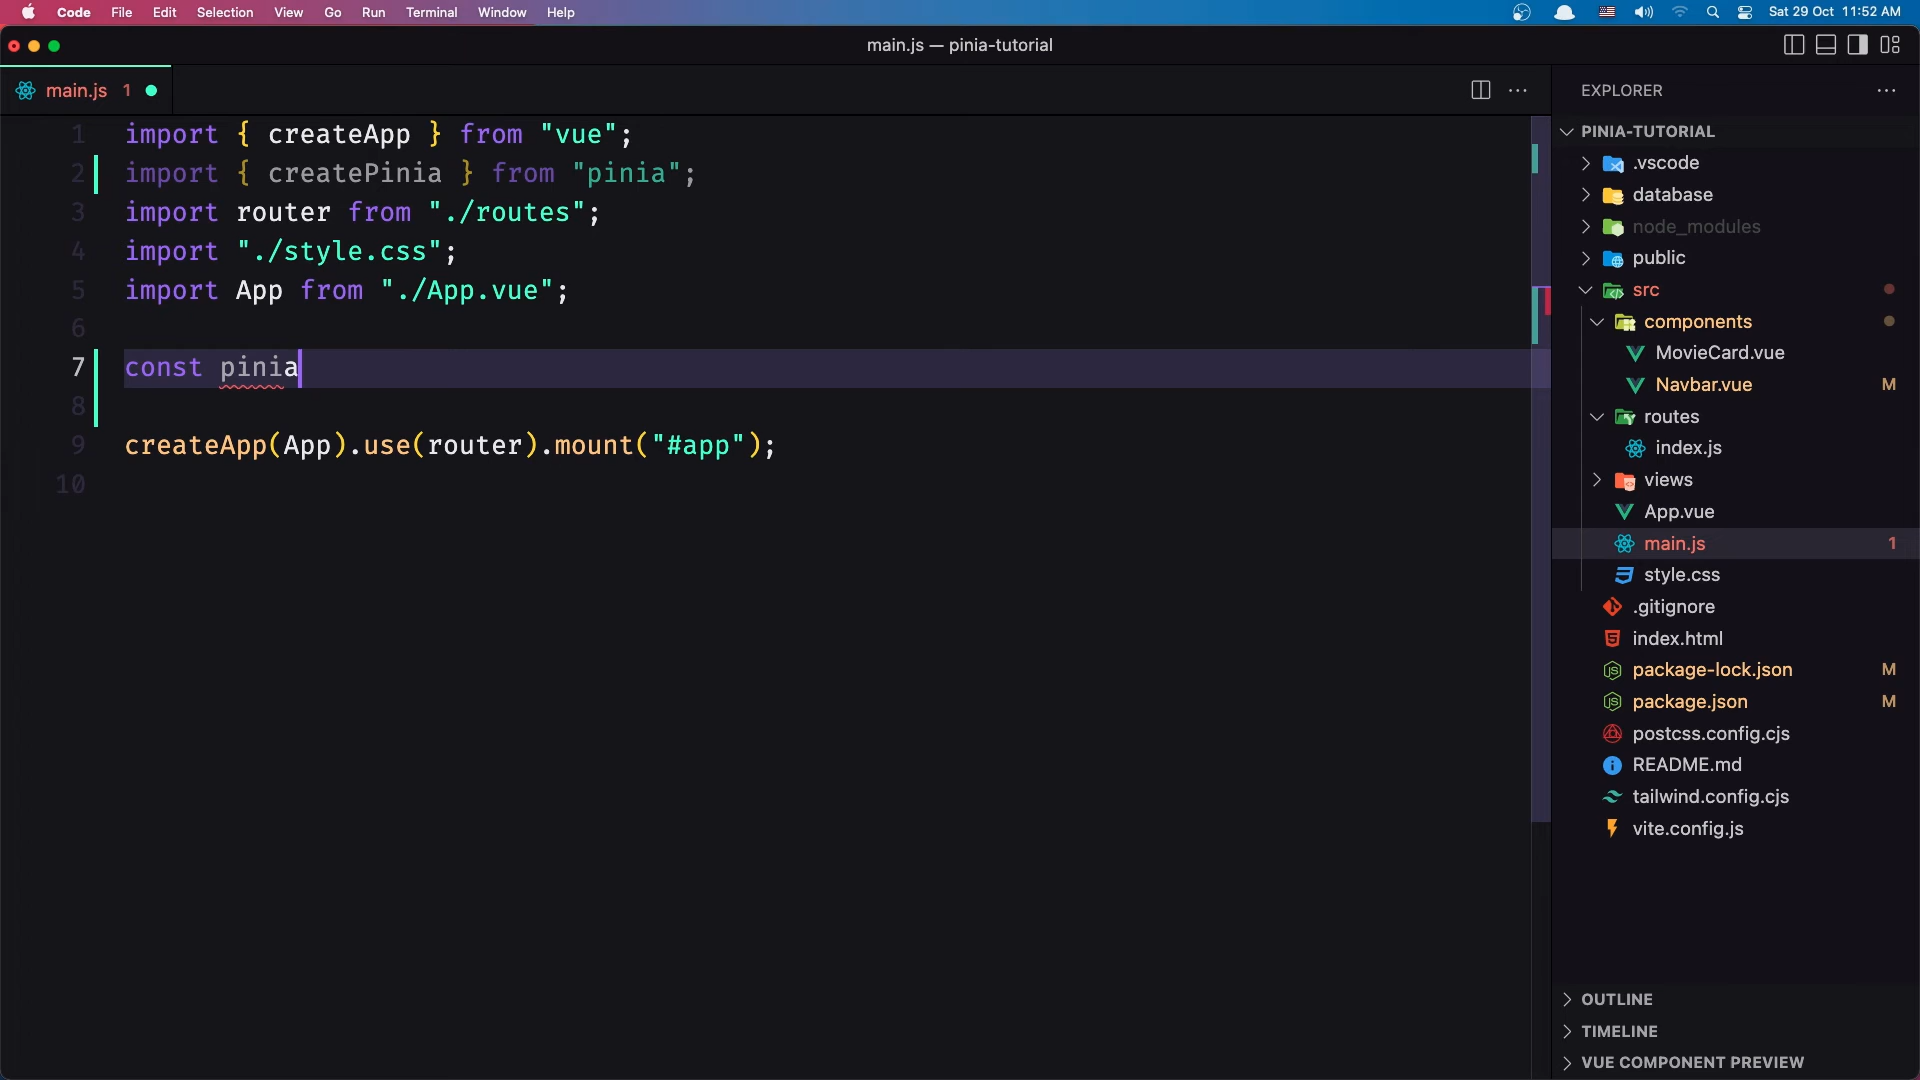 Code File Edit Selection View Go Run Terminal Window Help
Sat 29 Oct 11:52 AM
main.js — pinia-tutorial
main.js 1
1 import { createApp } from "vue";
2 import { createPinia } from "pinia";
3 import router from "./routes";
4 import "./style.css";
5 import App from "./App.vue";
6
7 const pinia
8
9 createApp(App).use(router).mount("#app");
10
EXPLORER
PINIA-TUTORIAL
.vscode
database
node_modules
public
src
components
MovieCard.vue
Navbar.vue M
routes
index.js
views
App.vue
main.js 1
style.css
.gitignore
index.html
package-lock.json M
package.json M
postcss.config.cjs
README.md
tailwind.config.cjs
vite.config.js
OUTLINE
TIMELINE
VUE COMPONENT PREVIEW